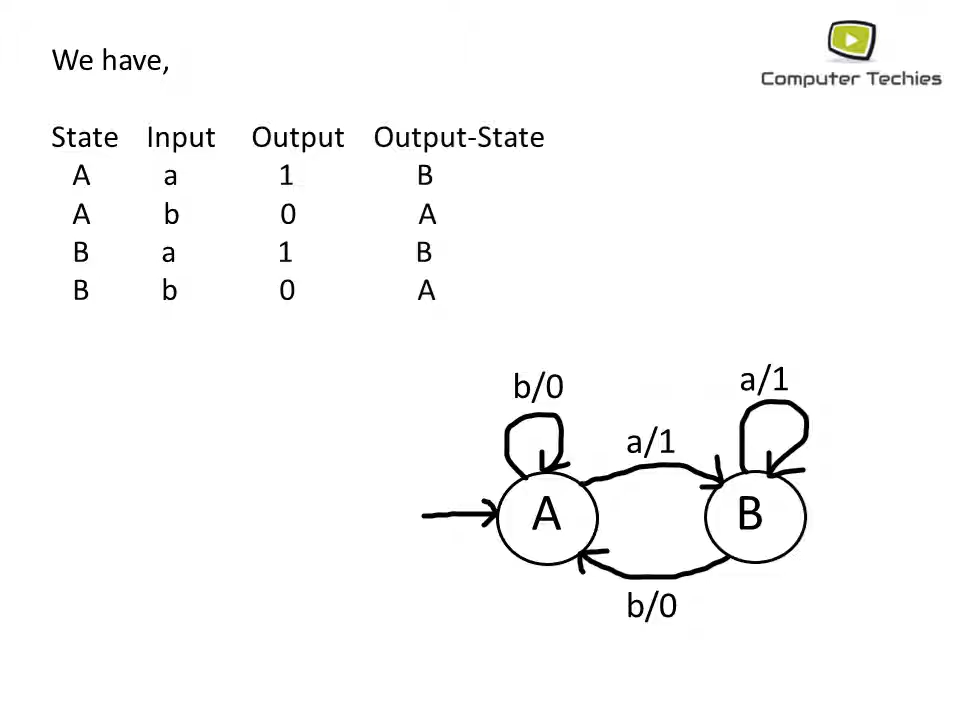 We have,
Computer Techies
State Input Output Output-State
A a 1 B
A b 0 A
B a 1 B
B b 0 A
b/0
a/1
a/1
A
B
b/0